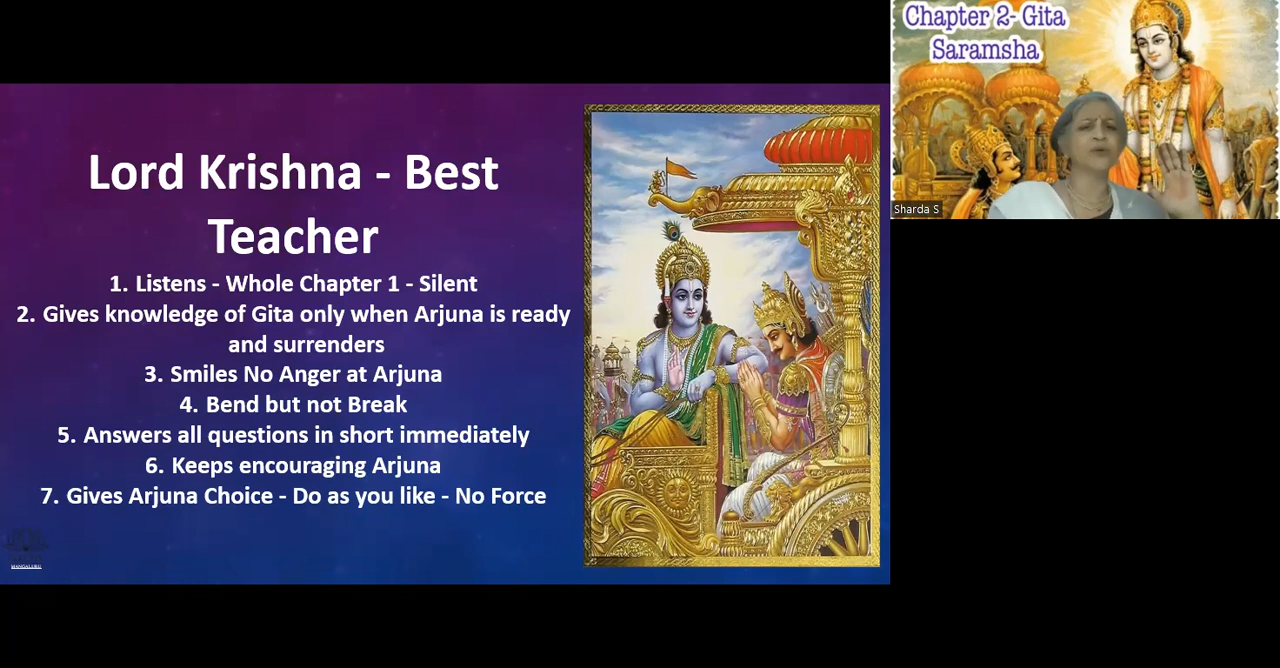 Lord Krishna - Best
Teacher
1. Listens - Whole Chapter 1 - Silent
2. Gives knowledge of Gita only when Arjuna is ready
and surrenders
3. Smiles No Anger at Arjuna
4. Bend but not Break
5. Answers all questions in short immediately
6. Keeps encouraging Arjuna
7. Gives Arjuna Choice - Do as you like - No Force
MANGALURU
Chapter 2- Gita
Saramsha
Sharda S